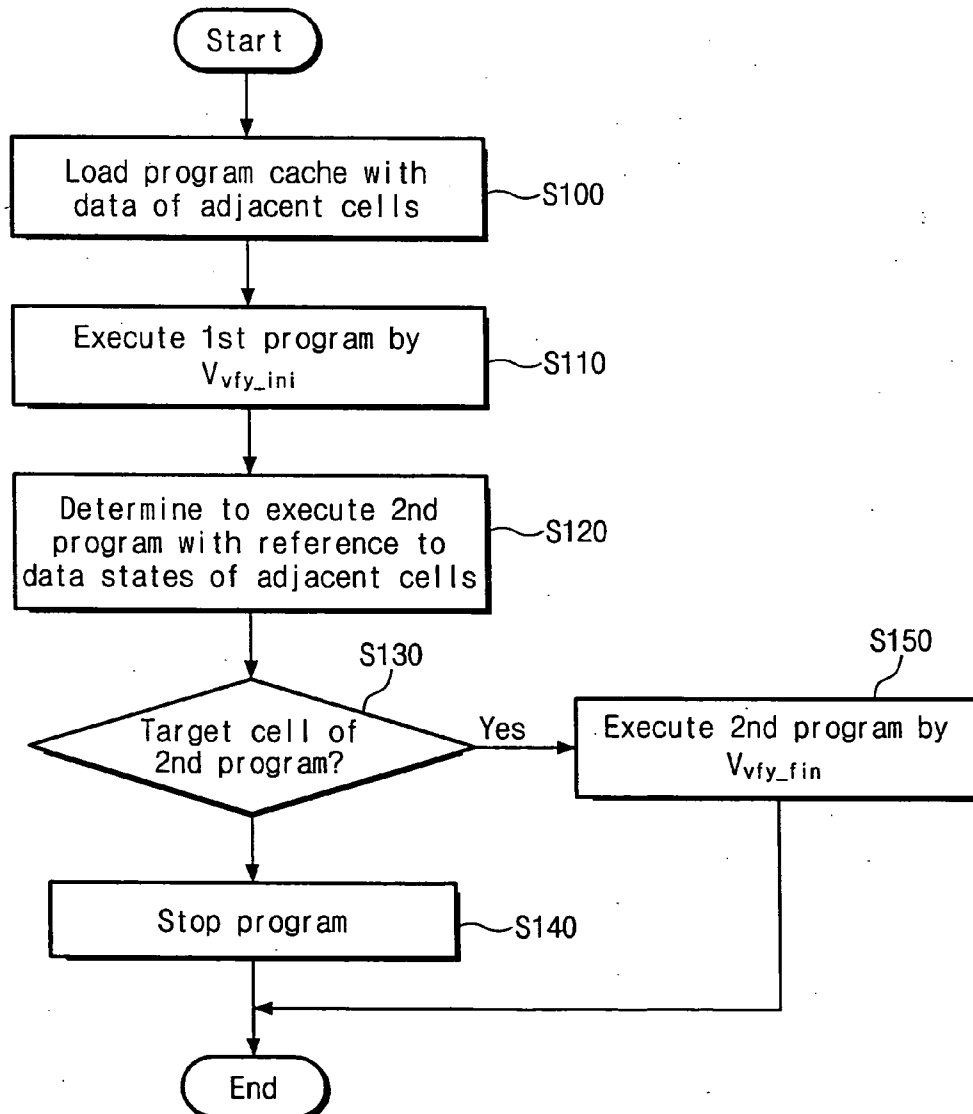 Start
Load program cache with
data of adjacent cells
S100
Execute 1st program by
Vvfy_ini
S110
Determine to execute 2nd
program with reference to
data states of adjacent cells
S120
S130
Target cell of
2nd program?
Yes
S150
Execute 2nd program by
Vvfy_fin
Stop program
S140
End